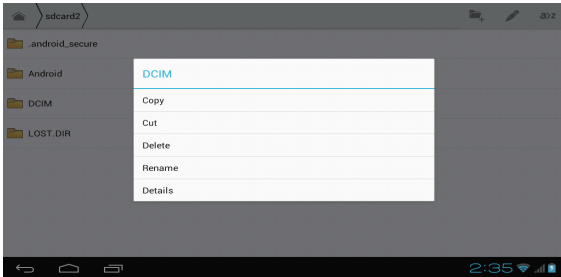 sdcard2
a z
.android_secure
Android
DCIM
LOST.DIR
DCIM
Copy
Cut
Delete
Rename
Details
2:35